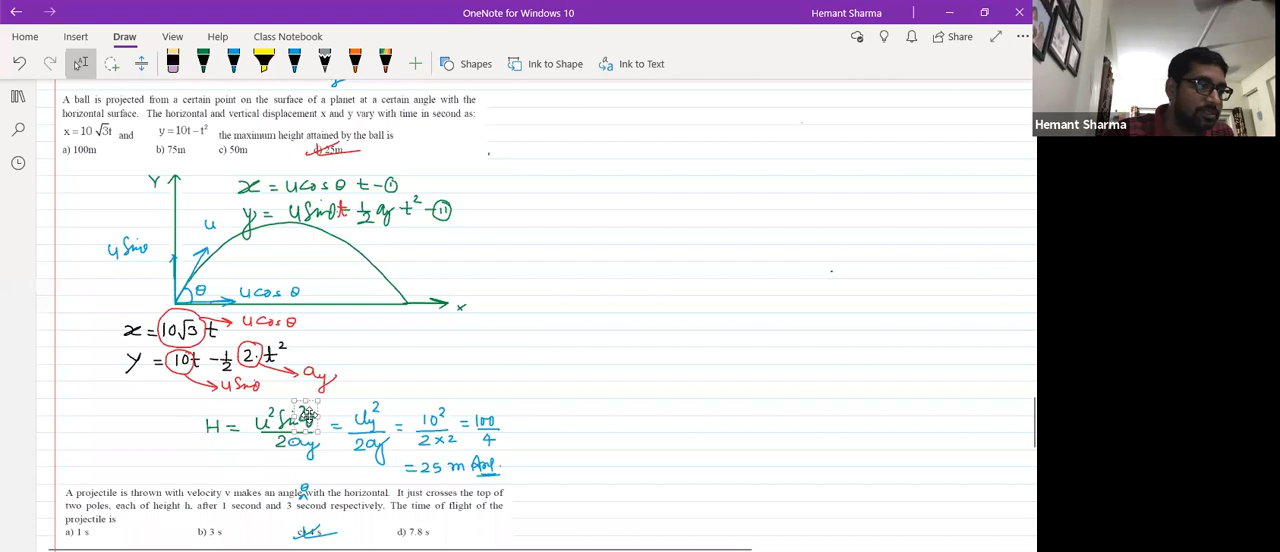 OneNote for Windows 10
Hemant Sharma
Home Insert Draw View Help Class Notebook
Share
Shapes Ink to Shape Ink to Text
A ball is projected from a certain point on the surface of a planet at a certain angle with the
horizontal surface. The horizontal and vertical displacement x and y vary with time in second as:
x = 10 √3t and y = 10t – t² the maximum height attained by the ball is
a) 100m b) 75m c) 50m d) 25m
Y
x = u cos θ t – ①
y = u sinθt – ½ ay t² – ⑪
u
u sinθ
θ
u cos θ
x
x = 10√3 t → u cos θ
y = 10t – ½ 2· t²
→ ay
→ u sinθ
H = u² sin²θ / 2ay = uy² / 2ay = 10² / 2×2 = 100 / 4
= 25 m Ans.
θ
A projectile is thrown with velocity v makes an angle with the horizontal. It just crosses the top of
two poles, each of height h, after 1 second and 3 second respectively. The time of flight of the
projectile is
a) 1 s b) 3 s c) 4 s d) 7.8 s
Hemant Sharma